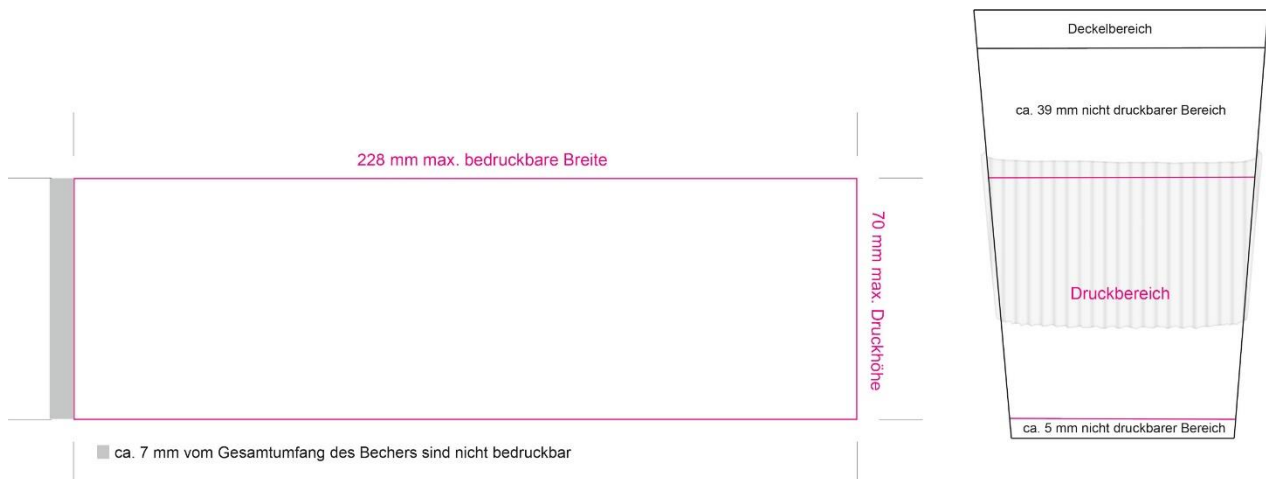 228 mm max. bedruckbare Breite
70 mm max. Druckhöhe
ca. 7 mm vom Gesamtumfang des Bechers sind nicht bedruckbar
Deckelbereich
ca. 39 mm nicht druckbarer Bereich
Druckbereich
ca. 5 mm nicht druckbarer Bereich